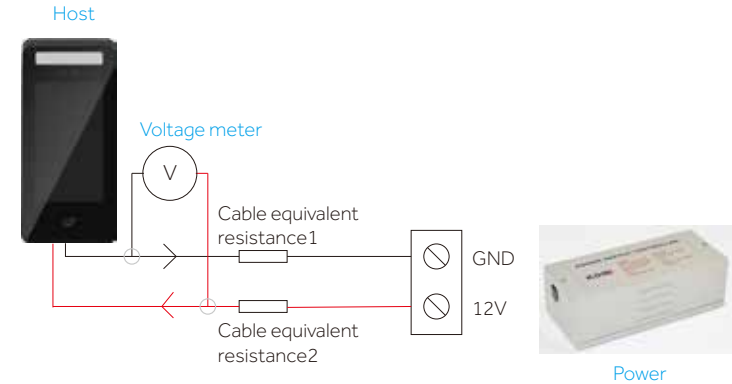 Host
Voltage meter
V
Cable equivalent
resistance1
GND
12V
Cable equivalent
resistance2
Power